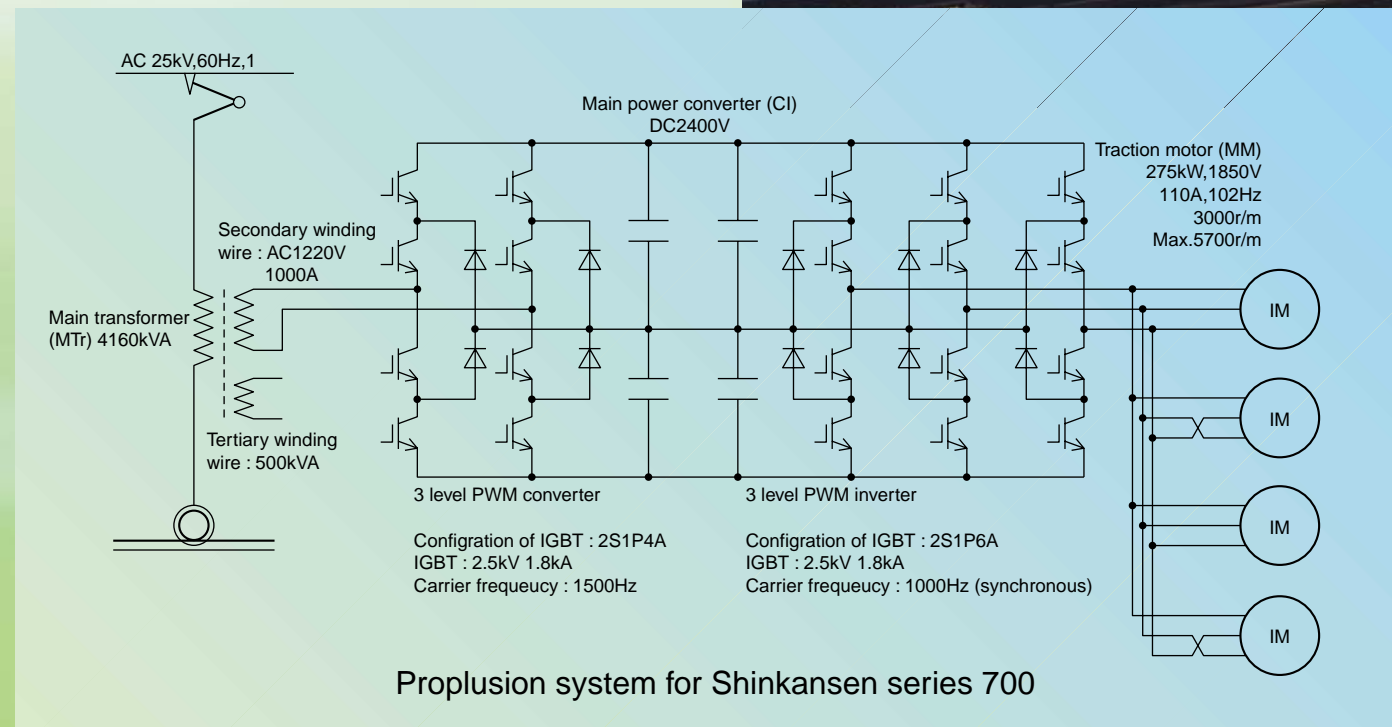 AC 25kV,60Hz,1
Main power converter (CI)
DC2400V
Traction motor (MM)
275kW,1850V
110A,102Hz
3000r/m
Max.5700r/m
Secondary winding
wire : AC1220V
1000A
Main transformer
(MTr) 4160kVA
Tertiary winding
wire : 500kVA
IM
IM
IM
IM
3 level PWM converter
Configration of IGBT : 2S1P4A
IGBT : 2.5kV 1.8kA
Carrier frequeucy : 1500Hz
3 level PWM inverter
Configration of IGBT : 2S1P6A
IGBT : 2.5kV 1.8kA
Carrier frequeucy : 1000Hz (synchronous)
Proplusion system for Shinkansen series 700